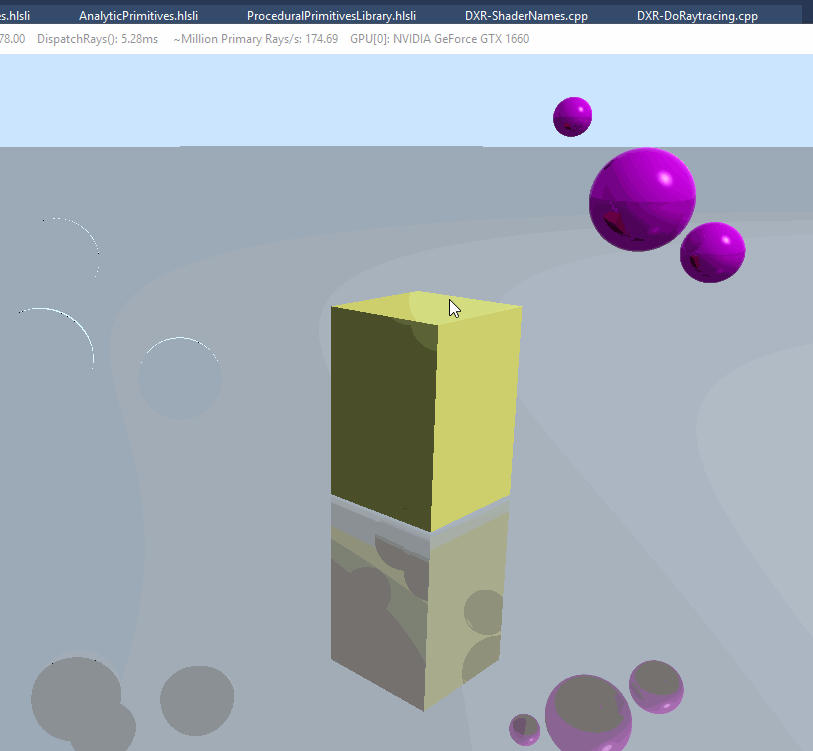 s.hlsli AnalyticPrimitives.hlsli ProceduralPrimitivesLibrary.hlsli DXR-ShaderNames.cpp DXR-DoRaytracing.cpp
78.00 DispatchRays(): 5.28ms ~Million Primary Rays/s: 174.69 GPU[0]: NVIDIA GeForce GTX 1660